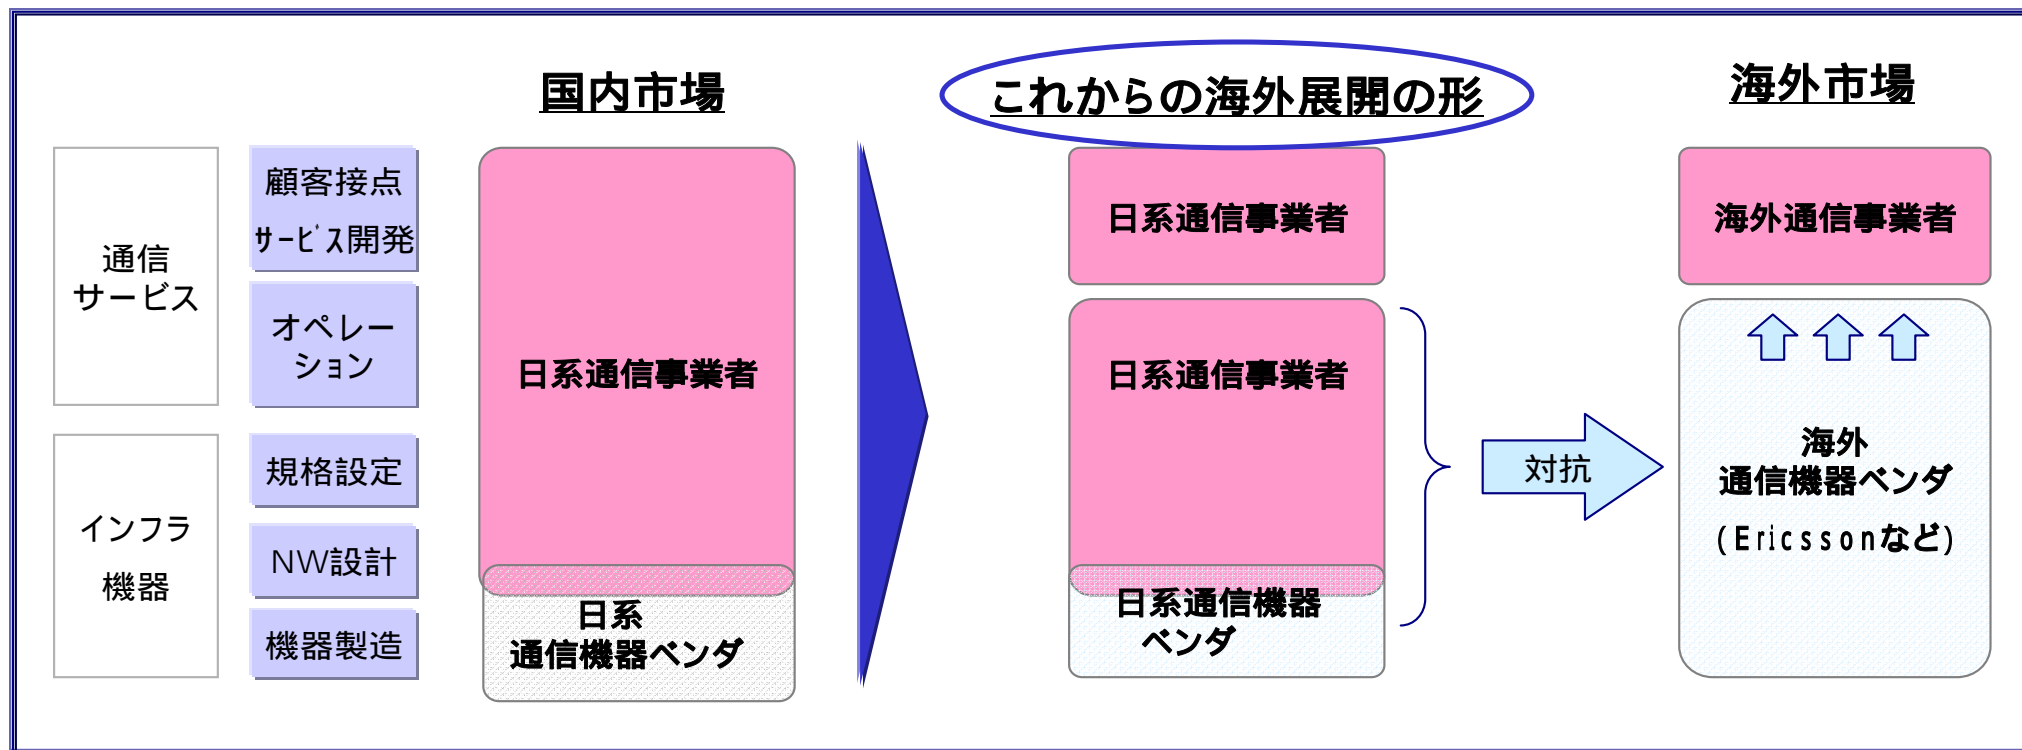 国内市場
これからの海外展開の形
海外市場
通信
サービス
顧客接点
サービス開発
オペレー
ション
インフラ
機器
規格設定
NW設計
機器製造
日系通信事業者
日系
通信機器ベンダ
日系通信事業者
日系通信事業者
日系通信機器
ベンダ
対抗
海外通信事業者
海外
通信機器ベンダ
(Ericssonなど)